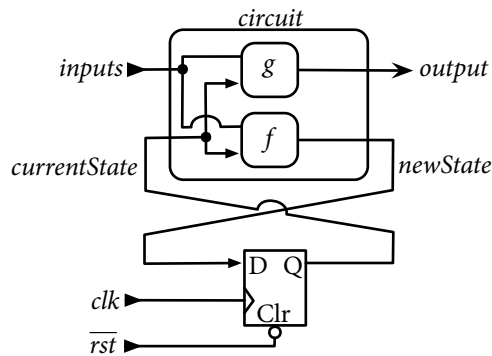 circuit
inputs
g
output
f
currentState
newState
D Q
clk
Clr
rst